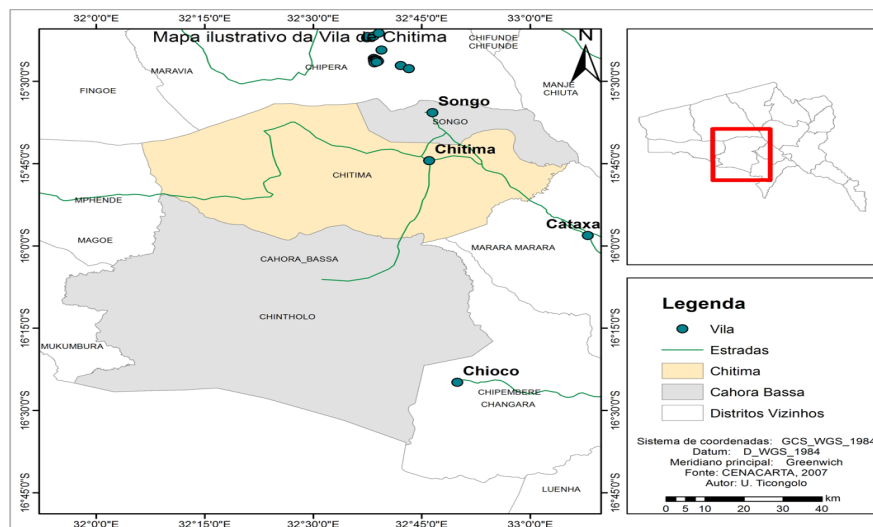 32°0'0"E 32°15'0"E 32°30'0"E 32°45'0"E 33°0'0"E
Mapa ilustrativo da Vila de Chitima
N
CHIFUNDE
CHIFUNDE
MARAVIA
CHIPERA
FINGOE
MANJE
CHIUTA
Songo
SONGO
Chitima
CHITIMA
MPHENDE
MAGOE
Cataxa
MARARA MARARA
CAHORA_BASSA
CHINTHOLO
MUKUMBURA
Chioco
CHIPEMBERE
CHANGARA
LUENHA
15°30'0"S
15°45'0"S
16°0'0"S
16°15'0"S
16°30'0"S
16°45'0"S
15°45'0"S
16°0'0"S
16°15'0"S
16°30'0"S
16°45'0"S
32°0'0"E 32°15'0"E 32°30'0"E 32°45'0"E 33°0'0"E
Legenda
Vila
Estradas
Chitima
Cahora Bassa
Distritos Vizinhos
Sistema de coordenadas: GCS_WGS_1984
Datum: D_WGS_1984
Meridiano principal: Greenwich
Fonte: CENACARTA, 2007
Autor: U. Ticongolo
0 5 10 20 30 40
km